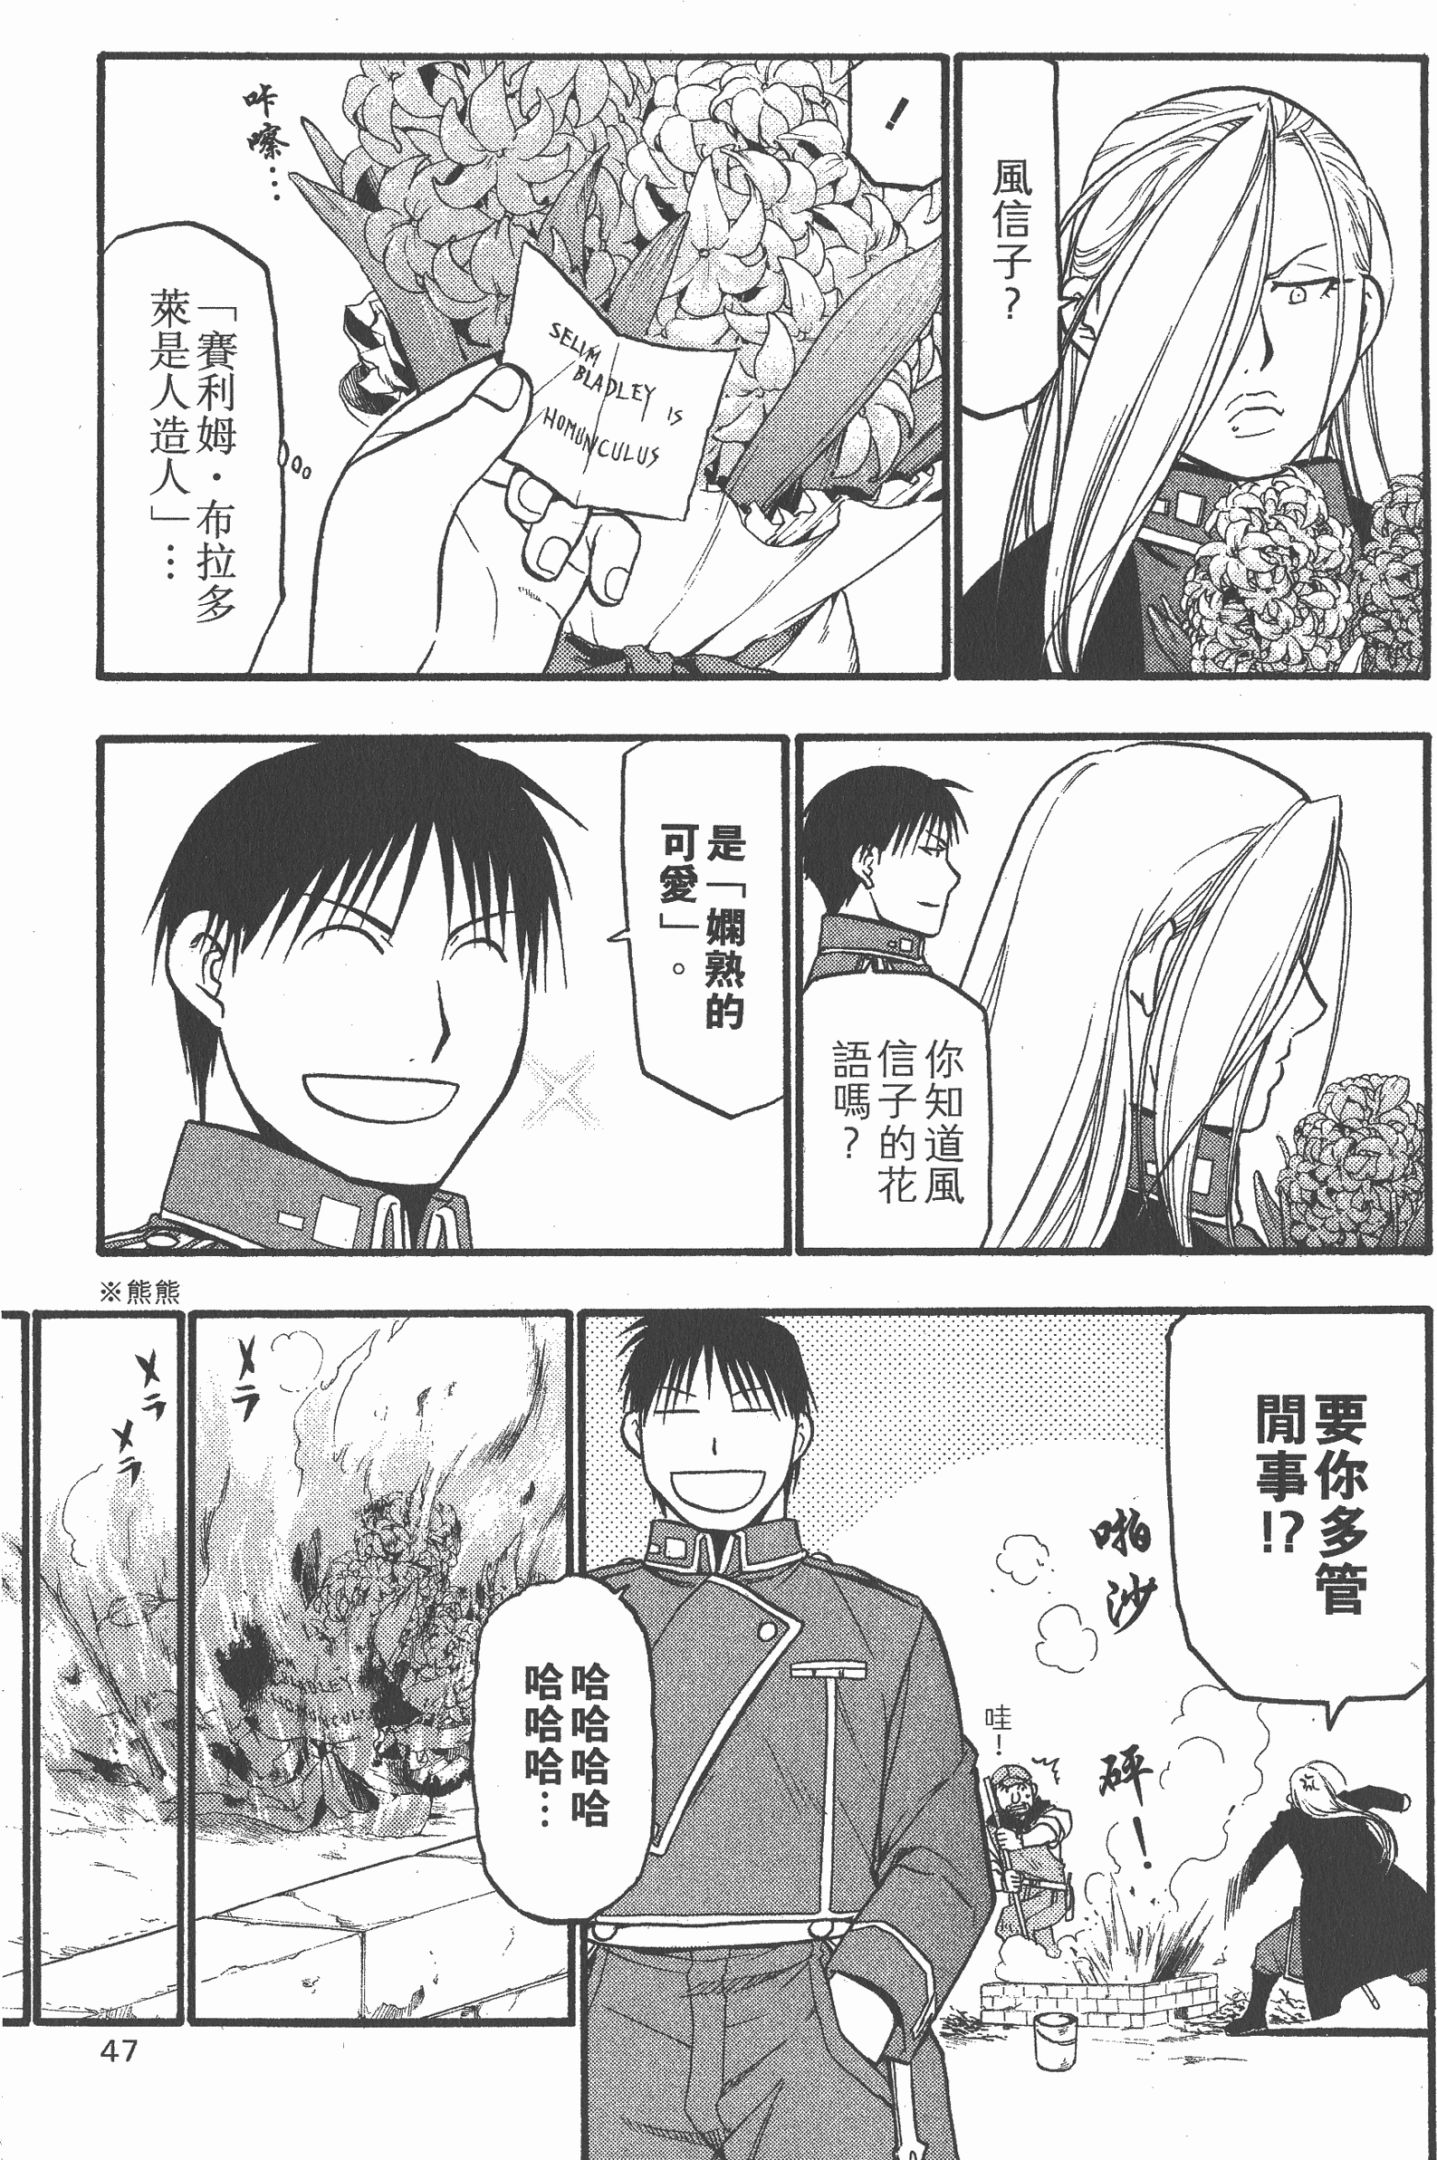 風信子？
！
咔嚓…
SELIM
BLADLEY IS
HOMUNCULUS
「賽利姆・布拉多
萊是人造人」…
你知道風
信子的花
語嗎？
是「嫻熟的
可愛」。
要你多管
閒事!?
啪沙
砰！
哇！
哈哈哈哈
哈哈哈…
※熊熊
メラ
メラ
メラ
BLADLEY
HOMUNCULUS
47